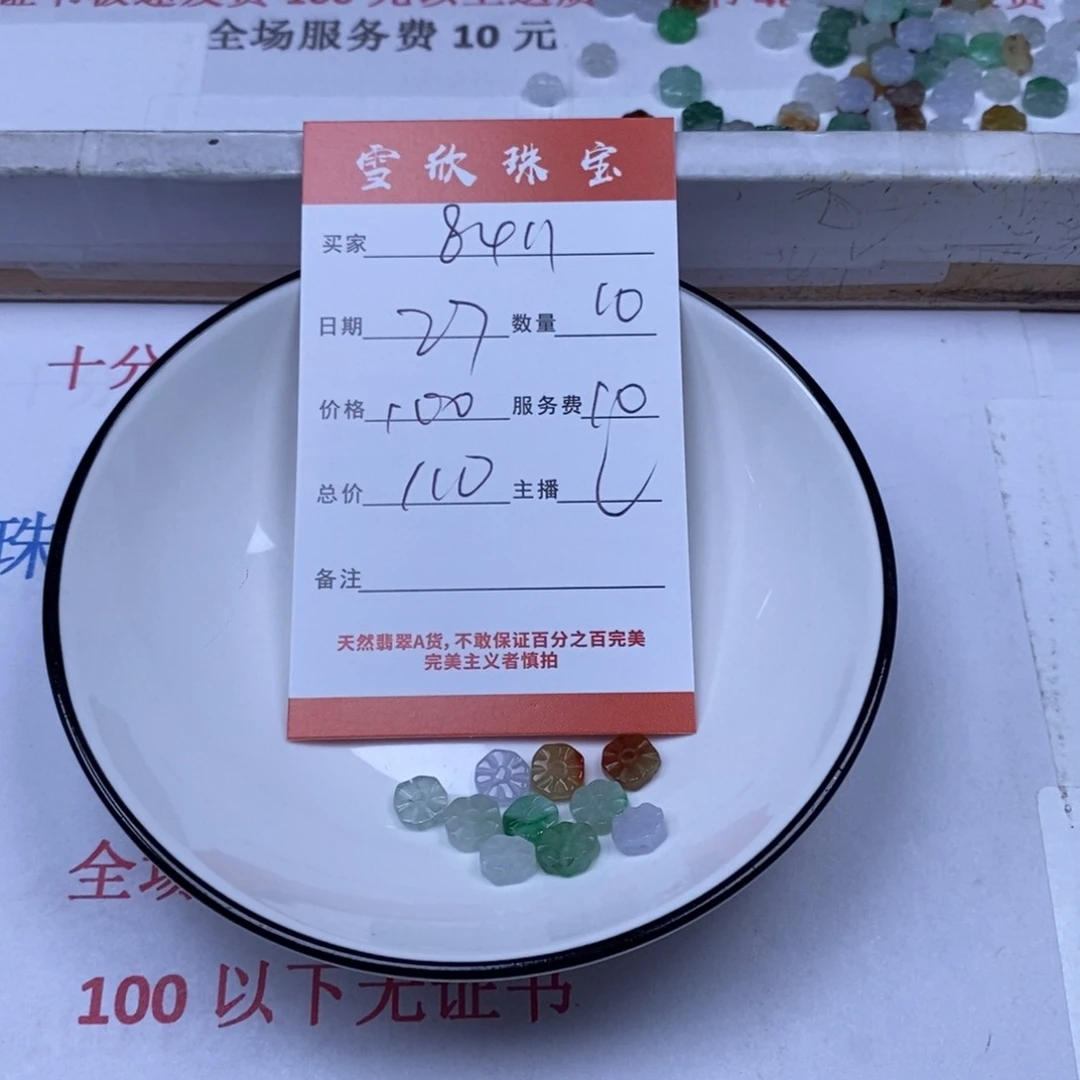 全场服务费 10 元
雪欣珠宝
买家 8411
日期 27 数量 10
价格 100 服务费 10
总价 110 主播
备注
天然翡翠A货,不敢保证百分之百完美
完美主义者慎拍
十分
珠
全场
100 以下无证书